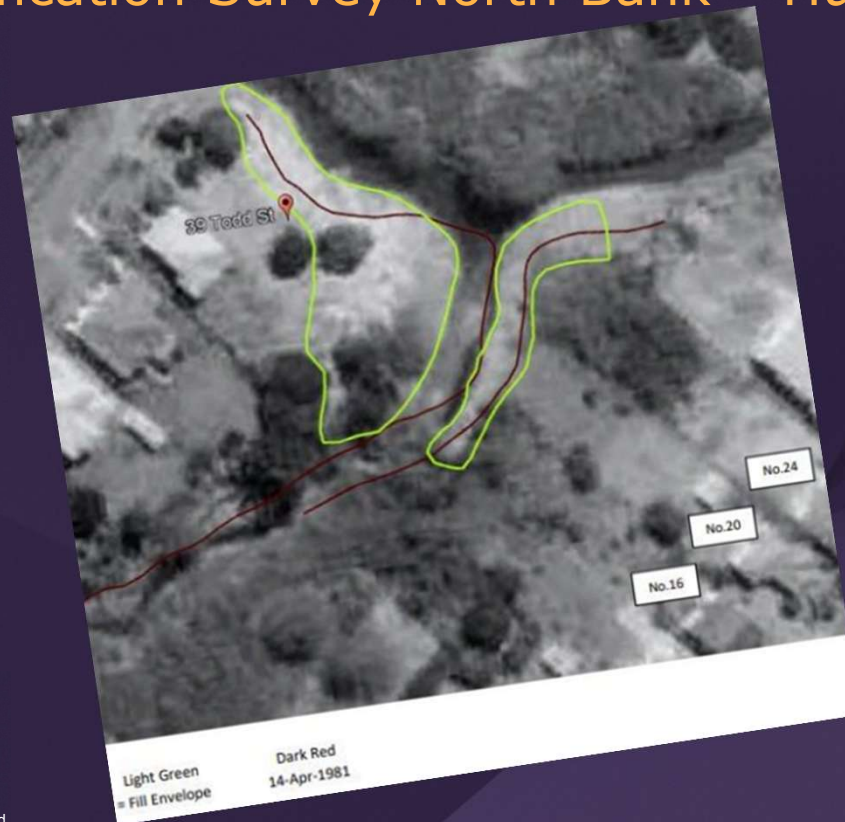 Survey North Bank
39 Todd St
No.24
No.20
No.16
Light Green
= Fill Envelope
Dark Red
14-Apr-1981